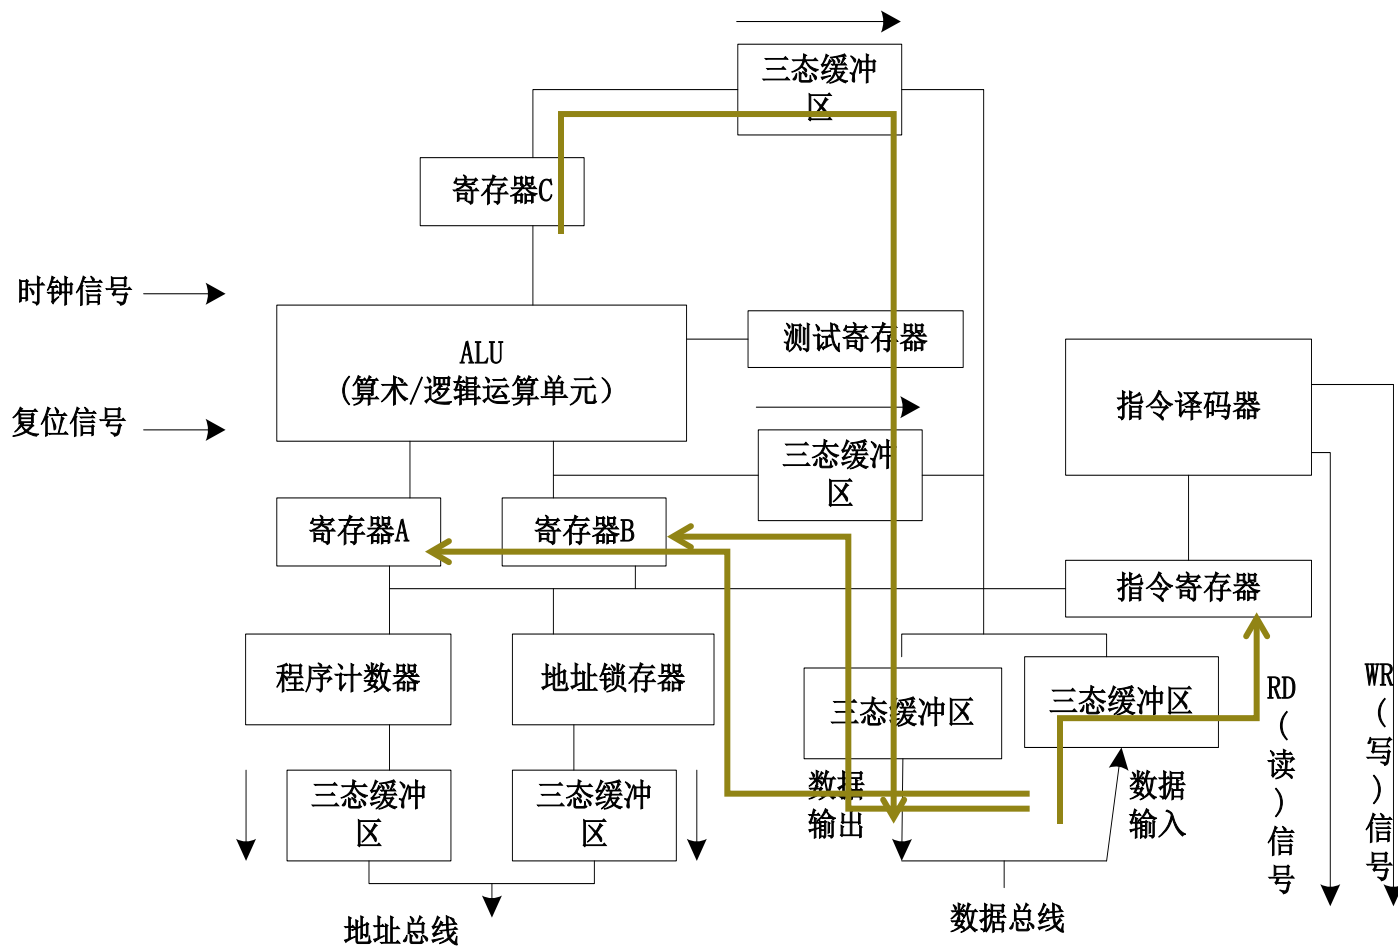 三态缓冲
区
寄存器C
时钟信号
ALU
(算术/逻辑运算单元)
测试寄存器
复位信号
三态缓冲
区
指令译码器
寄存器A
寄存器B
指令寄存器
程序计数器
地址锁存器
三态缓冲区
三态缓冲区
RD(读)信号
WR(写)信号
三态缓冲
区
三态缓冲
区
数据
输出
数据
输入
地址总线
数据总线